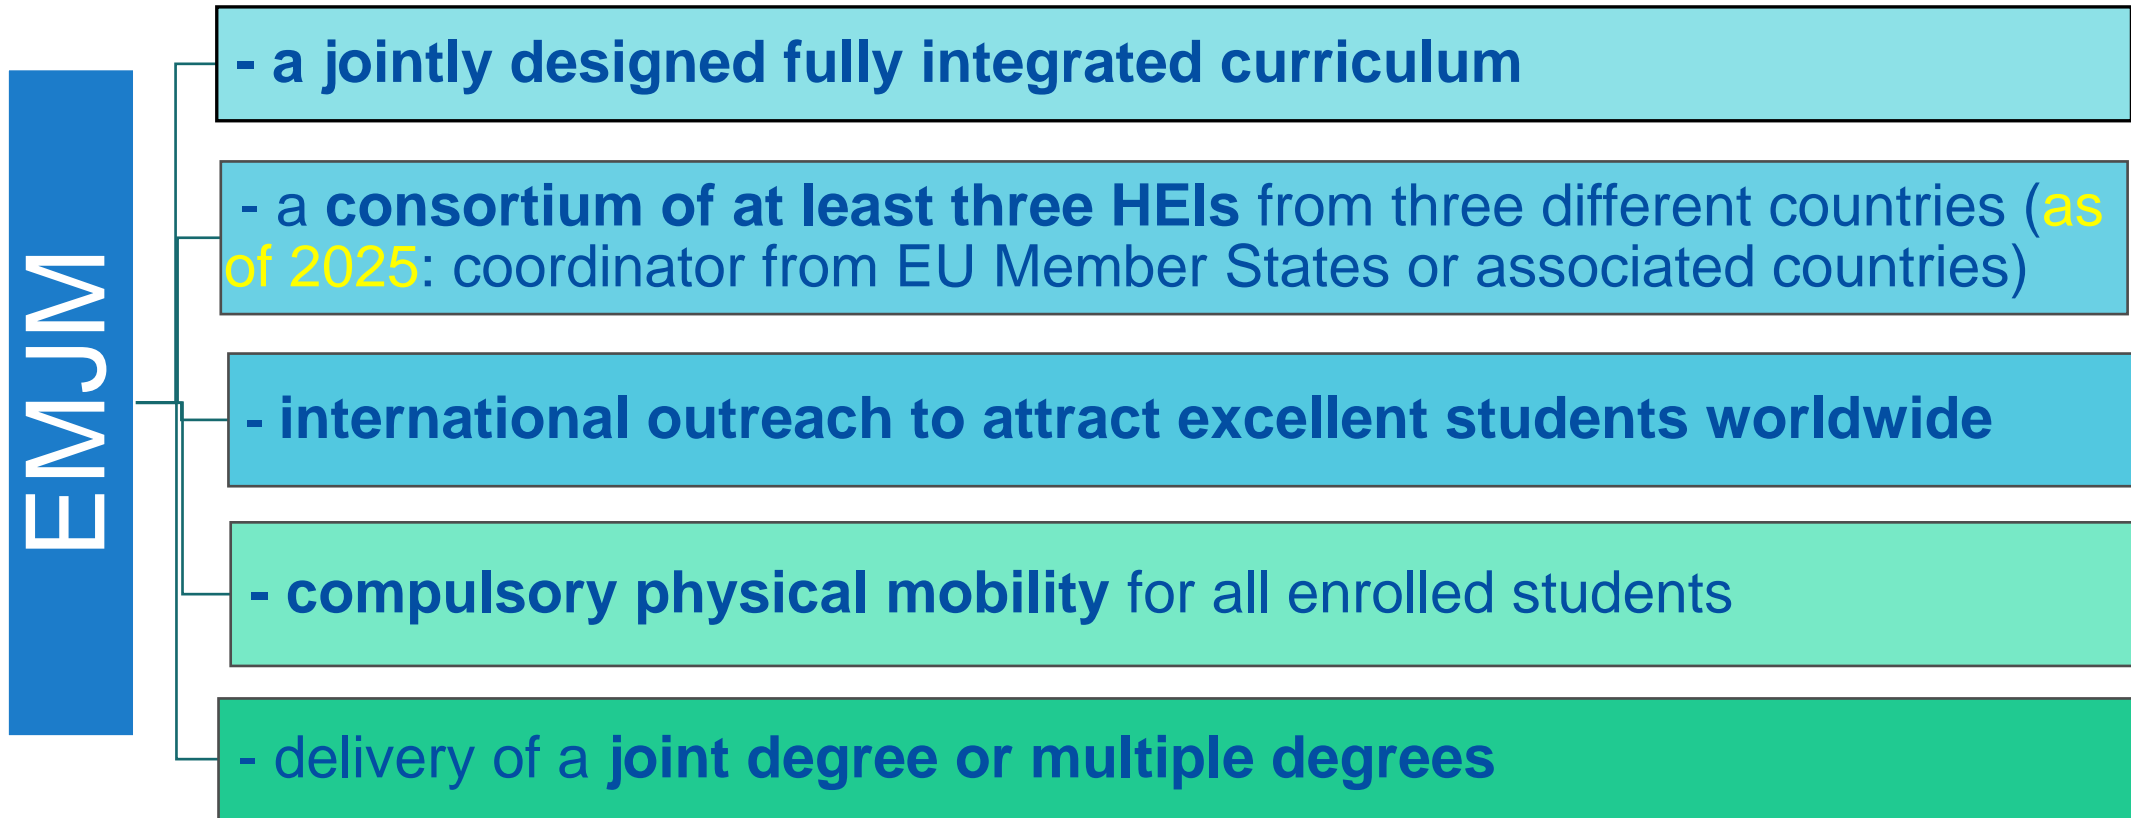 EMJM
- a jointly designed fully integrated curriculum
- a consortium of at least three HEIs from three different countries (as
of 2025: coordinator from EU Member States or associated countries)
- international outreach to attract excellent students worldwide
- compulsory physical mobility for all enrolled students
- delivery of a joint degree or multiple degrees